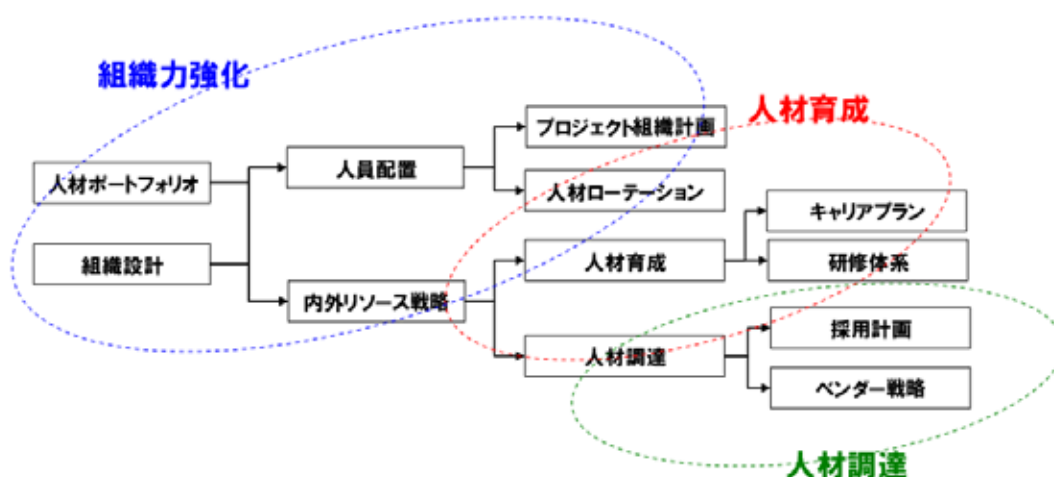 組織力強化
人材育成
プロジェクト組織計画
人員配置
人材ポートフォリオ
人材ローテーション
キャリアプラン
組織設計
人材育成
研修体系
内外リソース戦略
採用計画
人材調達
ベンダー戦略
人材調達